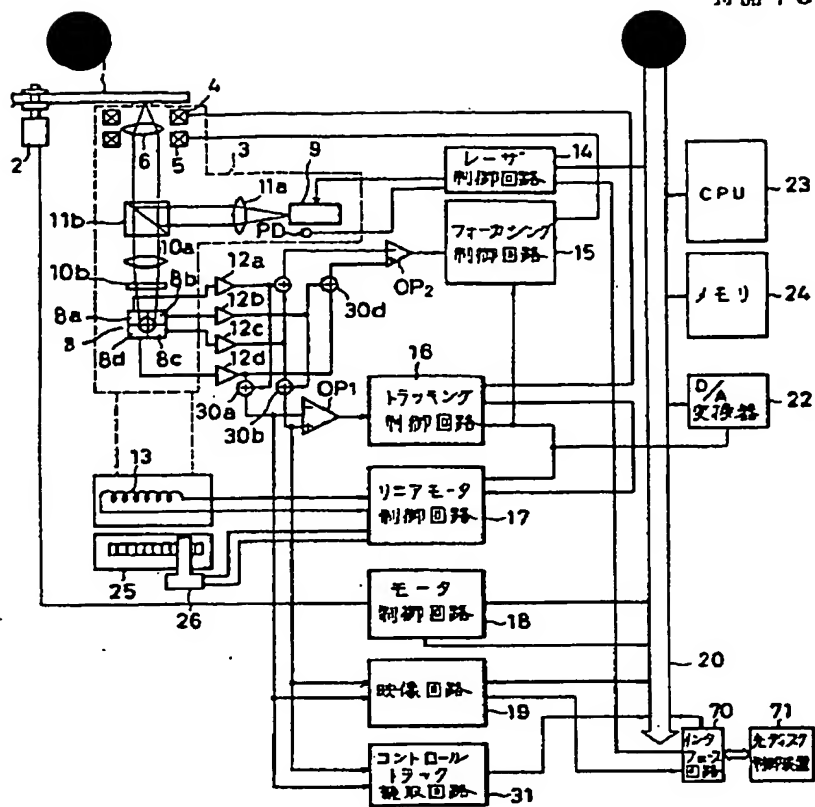 4
2
6
5
3
9
11a
14
レーザ
制御回路
CPU
23
11b
PD
フォーカシング
制御回路
15
10a
12a
OP2
メモリ
24
10b
8b
12b
30d
8a
12c
8
8d
8c
12d
OP1
16
トラッキング
制御回路
D/A
変換器
22
30a
30b
13
リニアモータ
制御回路
17
25
26
モータ
制御回路
18
20
映像回路
19
70
71
インタ
フェース
回路
光ディスク
制御装置
コントロール
トラック
読取回路
31